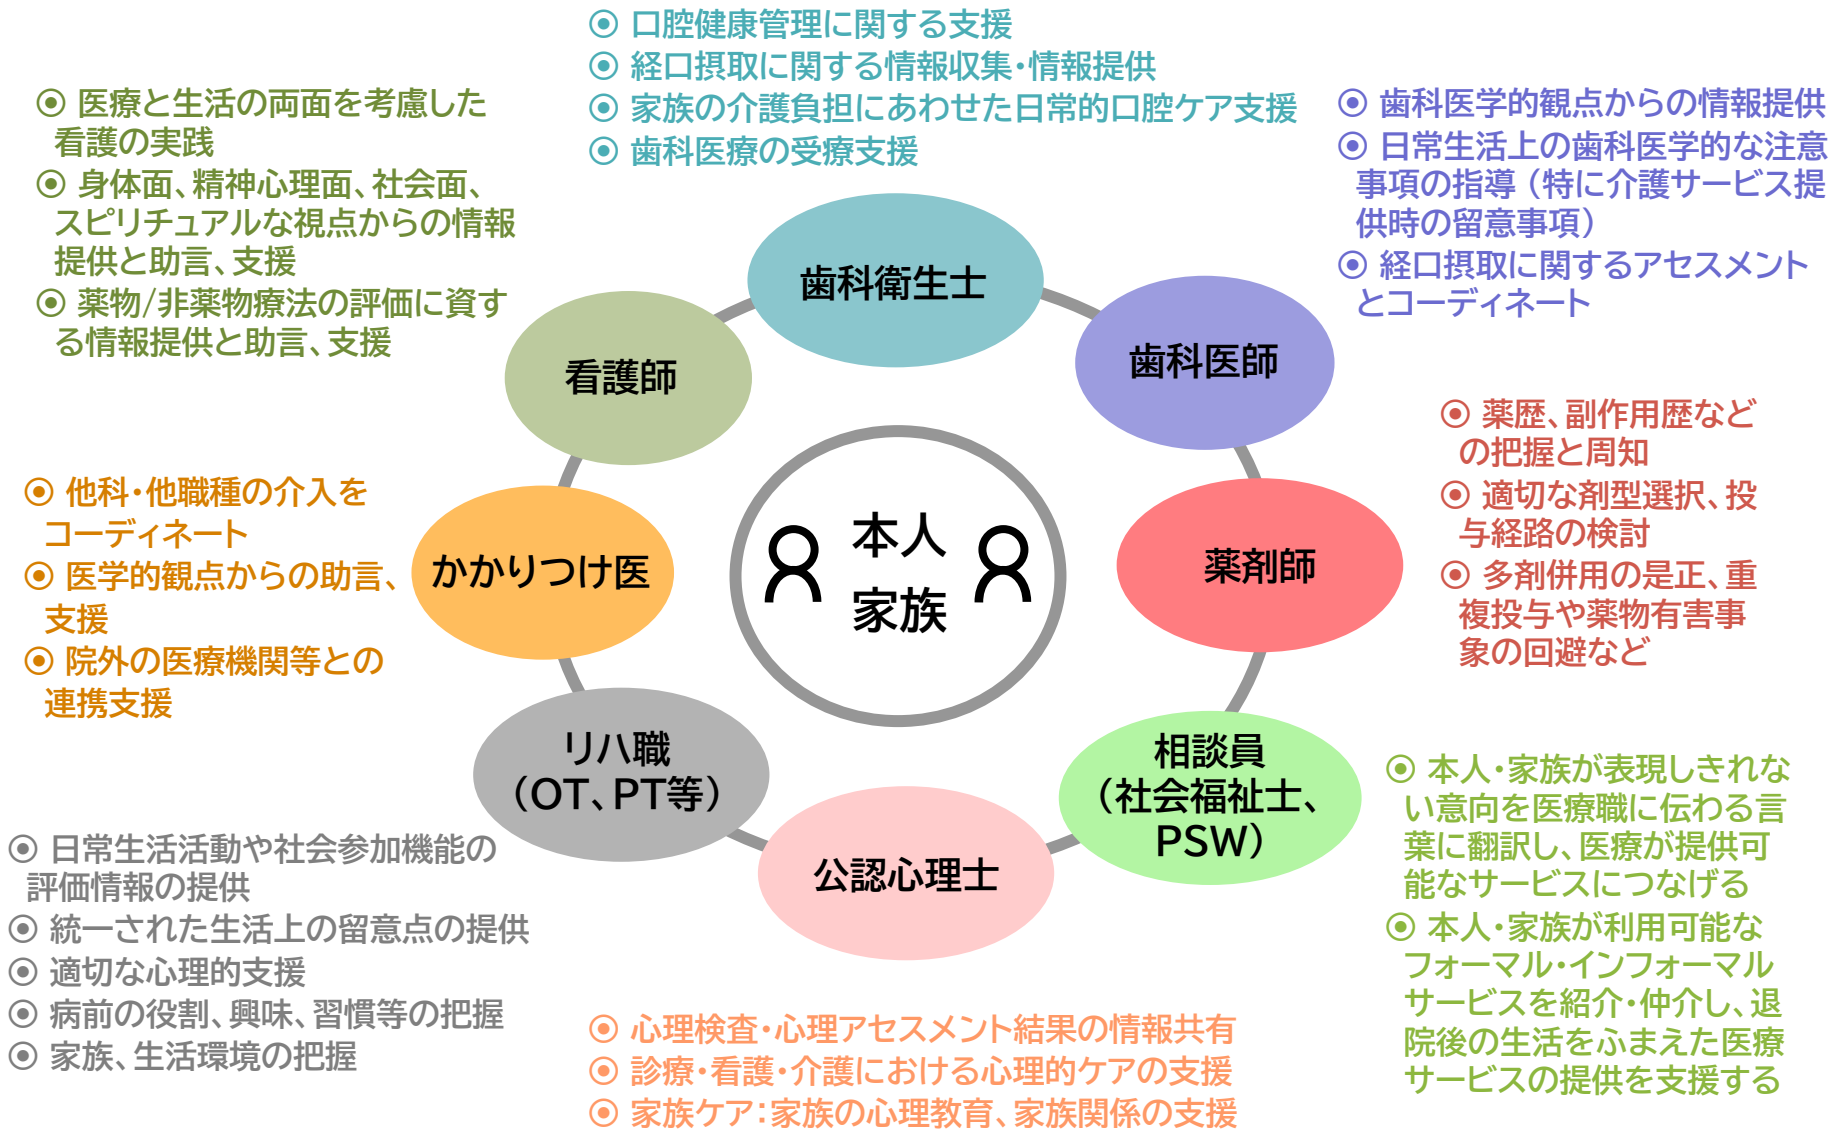 ⦿ 口腔健康管理に関する支援
⦿ 経口摂取に関する情報収集・情報提供
⦿ 家族の介護負担にあわせた日常的口腔ケア支援
⦿ 歯科医療の受療支援
⦿ 医療と生活の両面を考慮した
看護の実践
⦿ 身体面、精神心理面、社会面、
スピリチュアルな視点からの情報
提供と助言、支援
⦿ 薬物/非薬物療法の評価に資す
る情報提供と助言、支援
⦿ 歯科医学的観点からの情報提供
⦿ 日常生活上の歯科医学的な注意
事項の指導（特に介護サービス提
供時の留意事項）
⦿ 経口摂取に関するアセスメント
とコーディネート
歯科衛生士
歯科医師
看護師
⦿ 薬歴、副作用歴など
の把握と周知
⦿ 適切な剤型選択、投
与経路の検討
⦿ 多剤併用の是正、重
複投与や薬物有害事
象の回避など
⦿ 他科・他職種の介入を
コーディネート
⦿ 医学的観点からの助言、
支援
⦿ 院外の医療機関等との
連携支援
かかりつけ医
本人
家族
薬剤師
リハ職
（OT、PT等）
相談員
（社会福祉士、
PSW）
公認心理士
⦿ 日常生活活動や社会参加機能の
評価情報の提供
⦿ 統一された生活上の留意点の提供
⦿ 適切な心理的支援
⦿ 病前の役割、興味、習慣等の把握
⦿ 家族、生活環境の把握
⦿ 心理検査・心理アセスメント結果の情報共有
⦿ 診療・看護・介護における心理的ケアの支援
⦿ 家族ケア：家族の心理教育、家族関係の支援
⦿ 本人・家族が表現しきれな
い意向を医療職に伝わる言
葉に翻訳し、医療が提供可
能なサービスにつなげる
⦿ 本人・家族が利用可能な
フォーマル・インフォーマル
サービスを紹介・仲介し、退
院後の生活をふまえた医療
サービスの提供を支援する